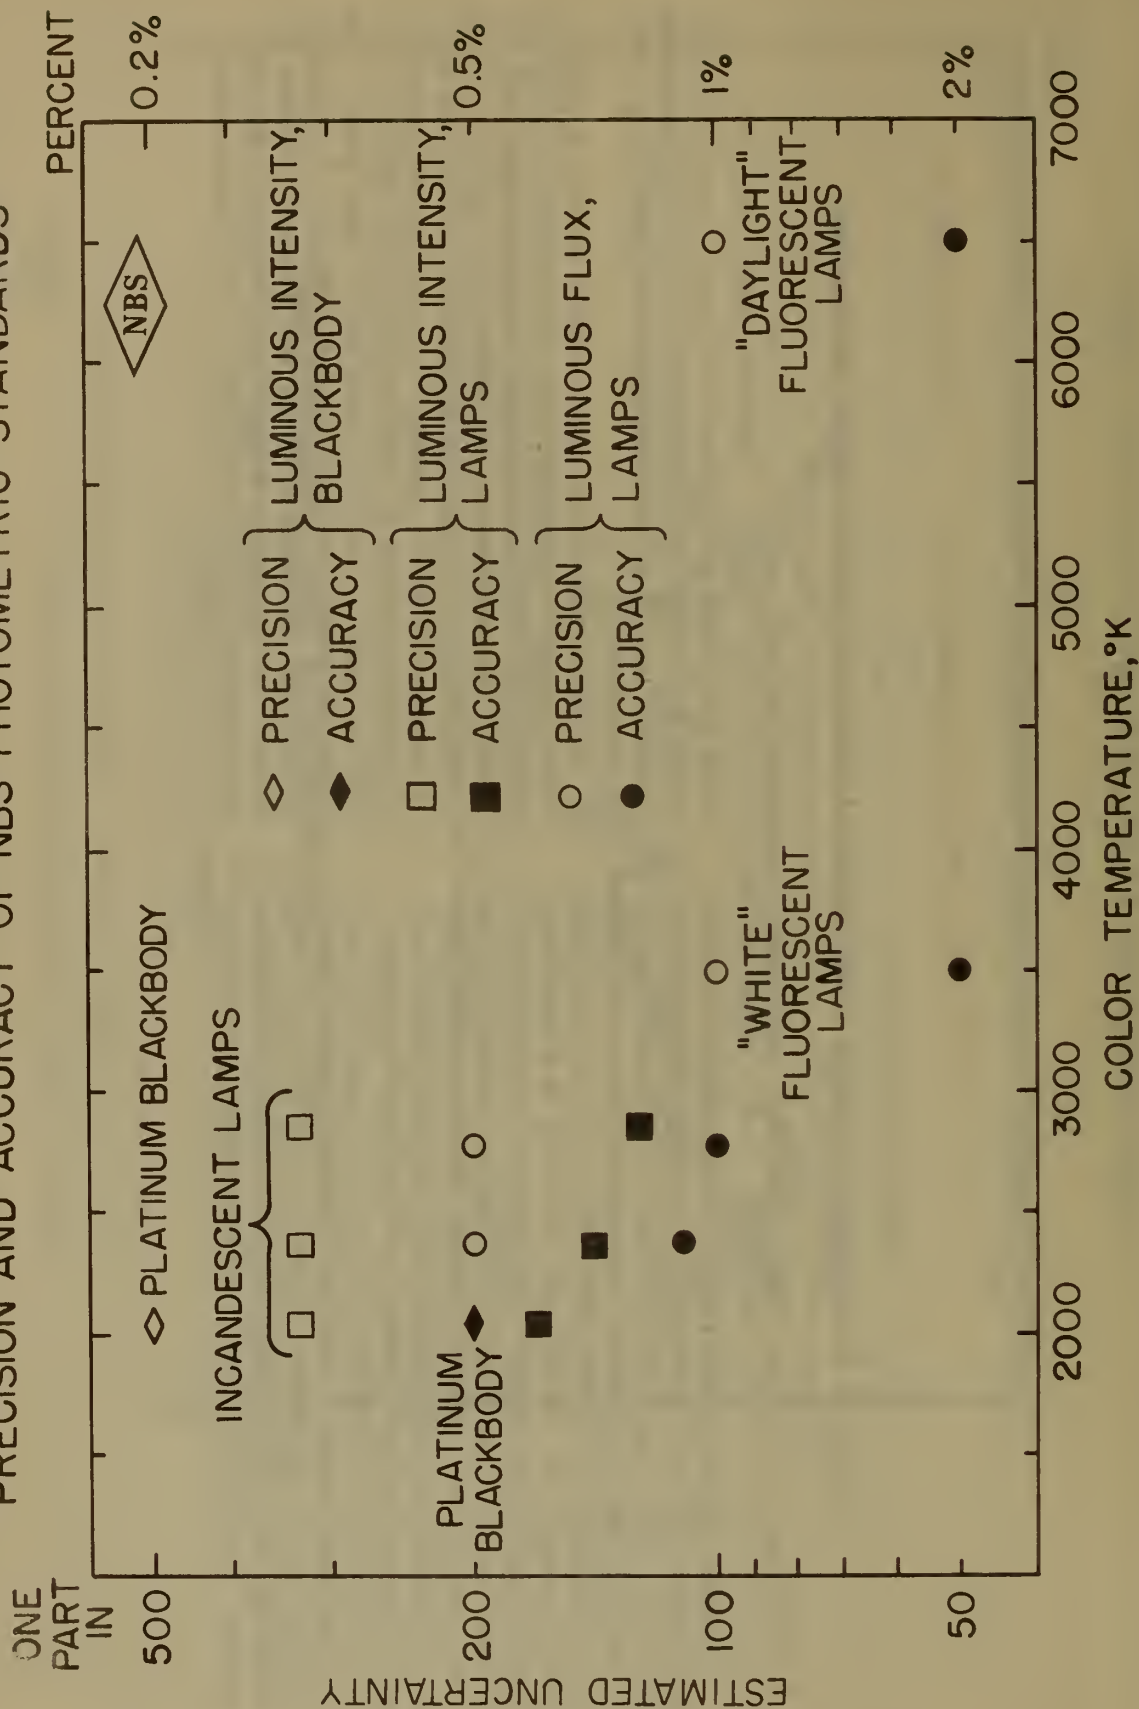 PRECISION AND ACCURACY OF NBS PHOTOMETRIC STANDARDS
ONE
PART
IN
PERCENT
500
200
100
50
ESTIMATED UNCERTAINTY
0.2%
0.5%
1%
2%
NBS
PLATINUM BLACKBODY
INCANDESCENT LAMPS
PLATINUM
BLACKBODY
PRECISION
ACCURACY
LUMINOUS INTENSITY,
BLACKBODY
PRECISION
ACCURACY
LUMINOUS INTENSITY,
LAMPS
PRECISION
ACCURACY
LUMINOUS FLUX,
LAMPS
"WHITE"
FLUORESCENT
LAMPS
"DAYLIGHT"
FLUORESCENT
LAMPS
2000
3000
4000
5000
6000
7000
COLOR TEMPERATURE,°K